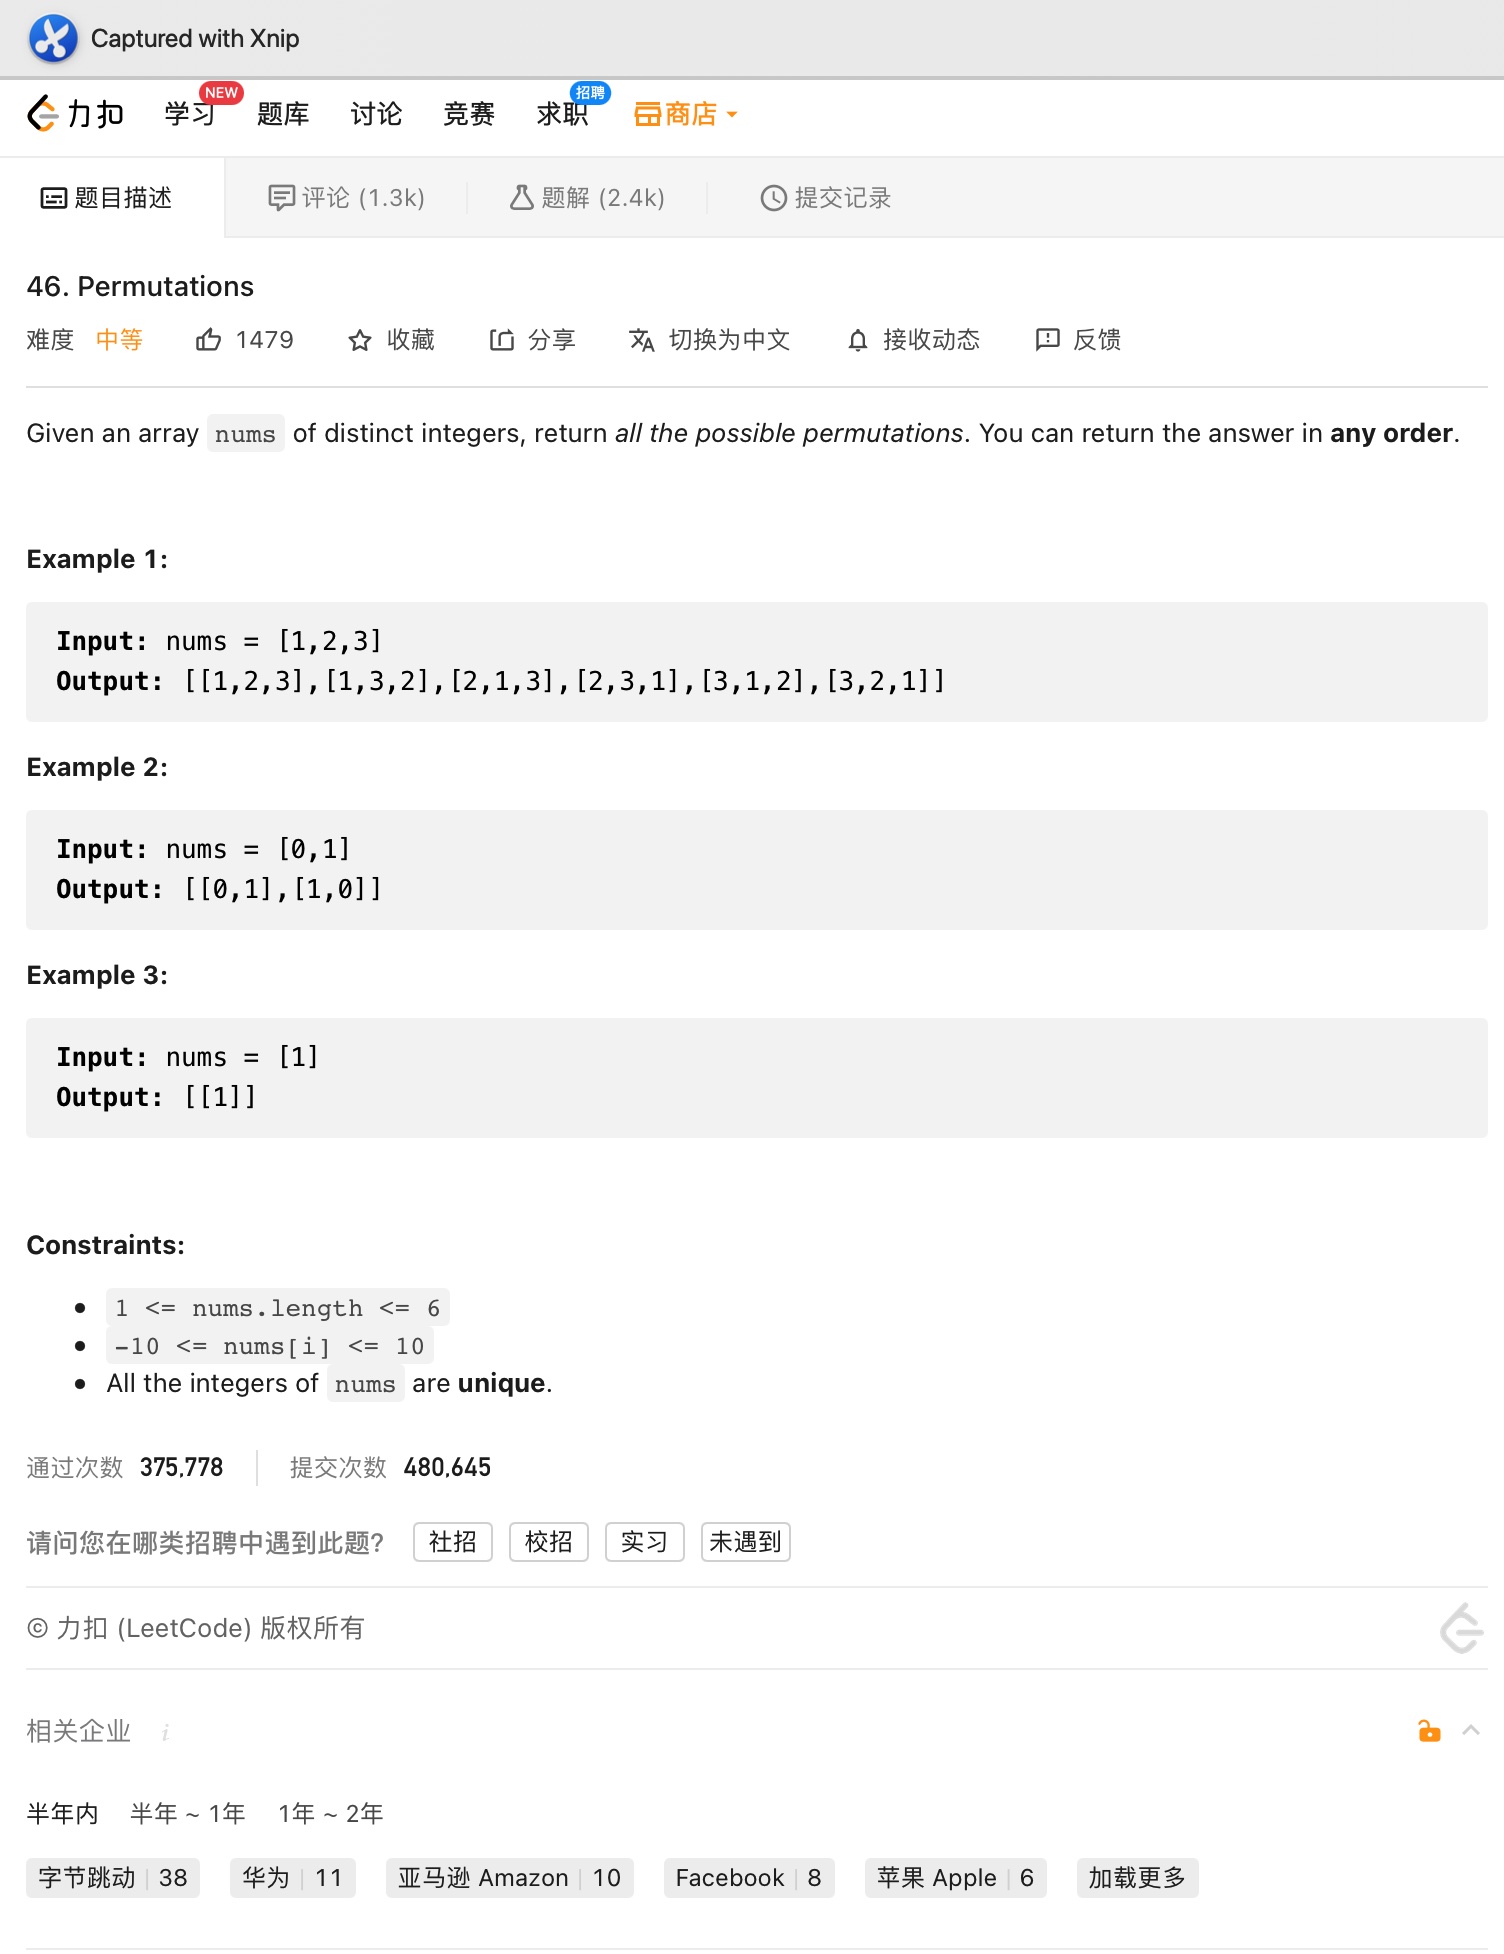 Captured with Xnip
力扣 学习 NEW 题库 讨论 竞赛 求职 招聘 商店
题目描述 评论 (1.3k) 题解 (2.4k) 提交记录
46. Permutations
难度 中等 1479 收藏 分享 切换为中文 接收动态 反馈
Given an array nums of distinct integers, return all the possible permutations. You can return the answer in any order.
Example 1:
Input: nums = [1,2,3]
Output: [[1,2,3],[1,3,2],[2,1,3],[2,3,1],[3,1,2],[3,2,1]]
Example 2:
Input: nums = [0,1]
Output: [[0,1],[1,0]]
Example 3:
Input: nums = [1]
Output: [[1]]
Constraints:
1 <= nums.length <= 6
-10 <= nums[i] <= 10
All the integers of nums are unique.
通过次数 375,778 提交次数 480,645
请问您在哪类招聘中遇到此题? 社招 校招 实习 未遇到
© 力扣 (LeetCode) 版权所有
相关企业 i
半年内 半年 ~ 1年 1年 ~ 2年
字节跳动 38 华为 11 亚马逊 Amazon 10 Facebook 8 苹果 Apple 6 加载更多